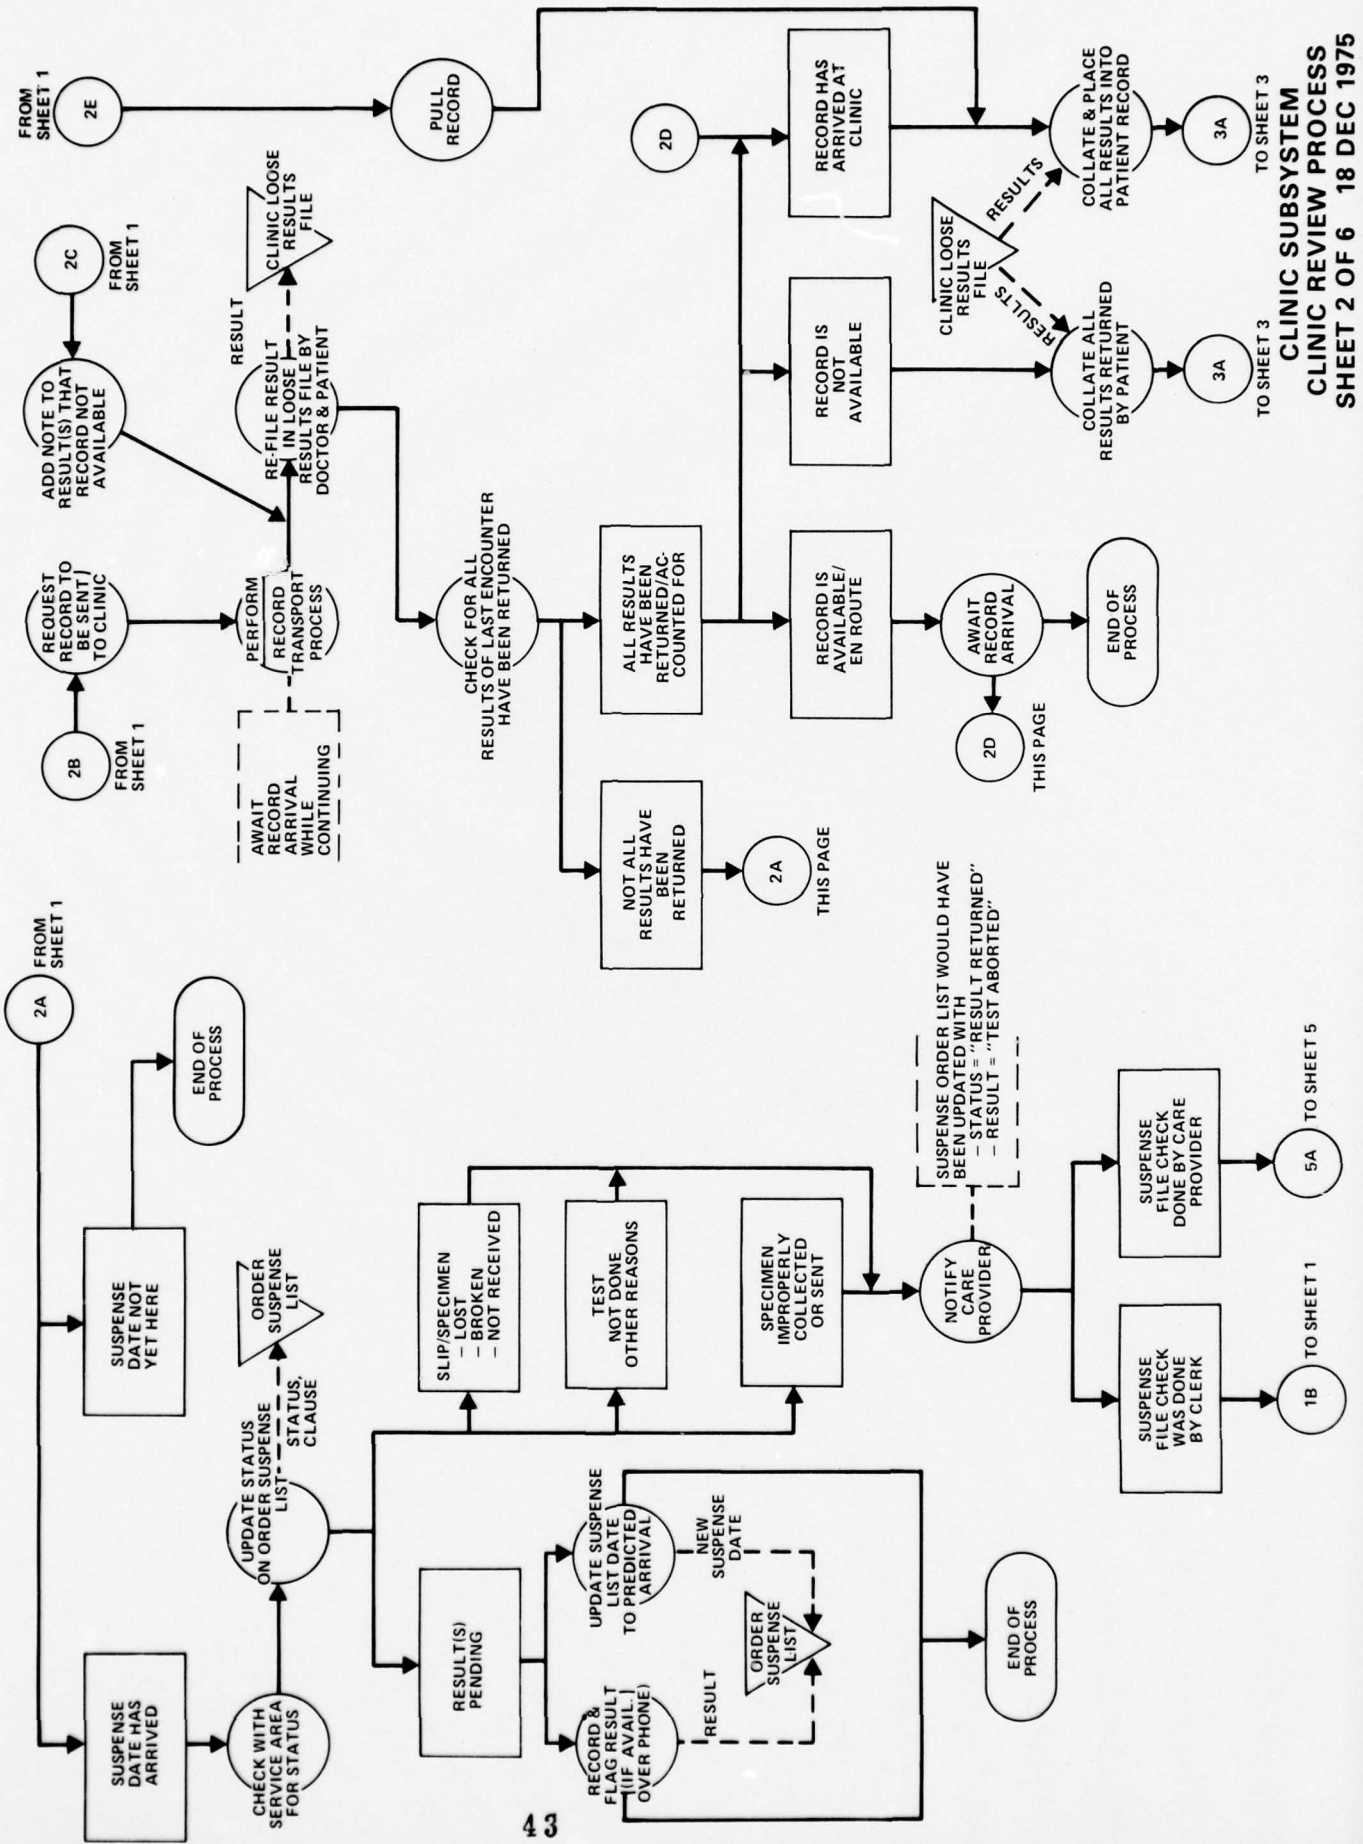 2A
FROM
SHEET 1
SUSPENSE
DATE HAS
ARRIVED
SUSPENSE
DATE NOT
YET HERE
END OF
PROCESS
CHECK WITH
SERVICE AREA
FOR STATUS
UPDATE STATUS
ON ORDER SUSPENSE
LIST
STATUS,
CLAUSE
ORDER
SUSPENSE
LIST
RESULT(S)
PENDING
SLIP/SPECIMEN
– LOST
– BROKEN
– NOT RECEIVED
TEST
NOT DONE
OTHER REASONS
SPECIMEN
IMPROPERLY
COLLECTED
OR SENT
RECORD &
FLAG RESULT
(IF AVAIL.
OVER PHONE)
UPDATE SUSPENSE
LIST DATE
TO PREDICTED
ARRIVAL
RESULT
NEW
SUSPENSE
DATE
ORDER
SUSPENSE
LIST
END OF
PROCESS
NOTIFY
CARE
PROVIDER
SUSPENSE ORDER LIST WOULD HAVE
BEEN UPDATED WITH
– STATUS = "RESULT RETURNED"
– RESULT = "TEST ABORTED"
SUSPENSE
FILE CHECK
WAS DONE
BY CLERK
SUSPENSE
FILE CHECK
DONE BY CARE
PROVIDER
1B
TO SHEET 1
5A
TO SHEET 5
2B
FROM
SHEET 1
REQUEST
RECORD TO
BE SENT
TO CLINIC
ADD NOTE TO
RESULT(S) THAT
RECORD NOT
AVAILABLE
2C
FROM
SHEET 1
FROM
SHEET 1
2E
AWAIT
RECORD
ARRIVAL
WHILE
CONTINUING
PERFORM
RECORD
TRANSPORT
PROCESS
RE-FILE RESULT
IN LOOSE
RESULTS FILE BY
DOCTOR & PATIENT
RESULT
CLINIC LOOSE
RESULTS
FILE
PULL
RECORD
CHECK FOR ALL
RESULTS OF LAST ENCOUNTER
HAVE BEEN RETURNED
NOT ALL
RESULTS HAVE
BEEN
RETURNED
ALL RESULTS
HAVE BEEN
RETURNED/AC-
COUNTED FOR
2D
2A
THIS PAGE
RECORD IS
AVAILABLE/
EN ROUTE
RECORD IS
NOT
AVAILABLE
RECORD HAS
ARRIVED AT
CLINIC
AWAIT
RECORD
ARRIVAL
2D
THIS PAGE
END OF
PROCESS
CLINIC LOOSE
RESULTS
FILE
RESULTS
RESULTS
COLLATE ALL
RESULTS RETURNED
BY PATIENT
COLLATE & PLACE
ALL RESULTS INTO
PATIENT RECORD
3A
TO SHEET 3
3A
TO SHEET 3
CLINIC SUBSYSTEM
CLINIC REVIEW PROCESS
SHEET 2 OF 6 18 DEC 1975
43